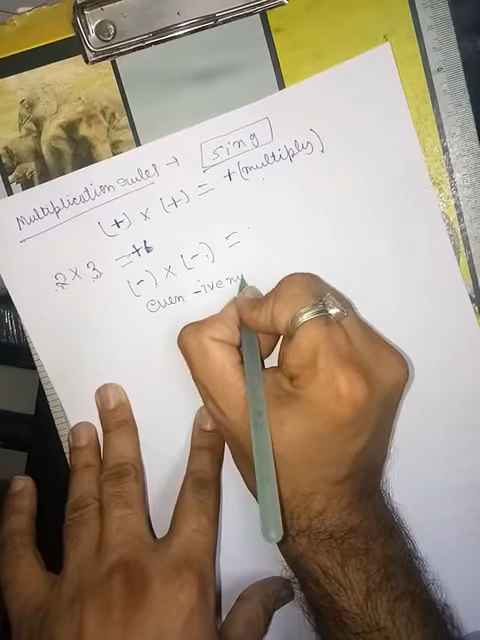 Multiplication rules → sing
(+) × (+) = + (multiply)
2 × 3 = +6
(-) × (-) =
even -ive